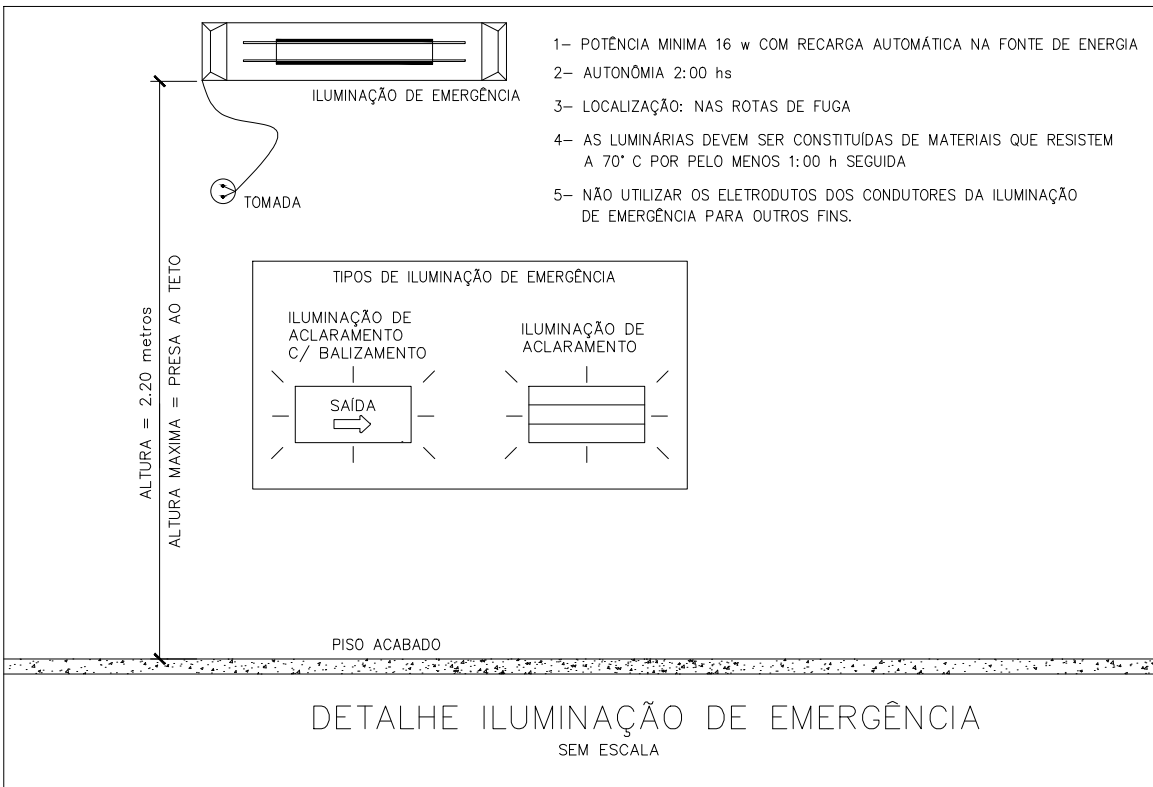 1- POTÊNCIA MINIMA 16 w COM RECARGA AUTOMÁTICA NA FONTE DE ENERGIA
2- AUTONÔMIA 2:00 hs
3- LOCALIZAÇÃO: NAS ROTAS DE FUGA
4- AS LUMINÁRIAS DEVEM SER CONSTITUÍDAS DE MATERIAIS QUE RESISTEM
A 70° C POR PELO MENOS 1:00 h SEGUIDA
5- NÃO UTILIZAR OS ELETRODUTOS DOS CONDUTORES DA ILUMINAÇÃO
DE EMERGÊNCIA PARA OUTROS FINS.
ILUMINAÇÃO DE EMERGÊNCIA
TOMADA
ALTURA = 2.20 metros
ALTURA MAXIMA = PRESA AO TETO
TIPOS DE ILUMINAÇÃO DE EMERGÊNCIA
ILUMINAÇÃO DE
ACLARAMENTO
C/ BALIZAMENTO
SAÍDA
ILUMINAÇÃO DE
ACLARAMENTO
PISO ACABADO
DETALHE ILUMINAÇÃO DE EMERGÊNCIA
SEM ESCALA